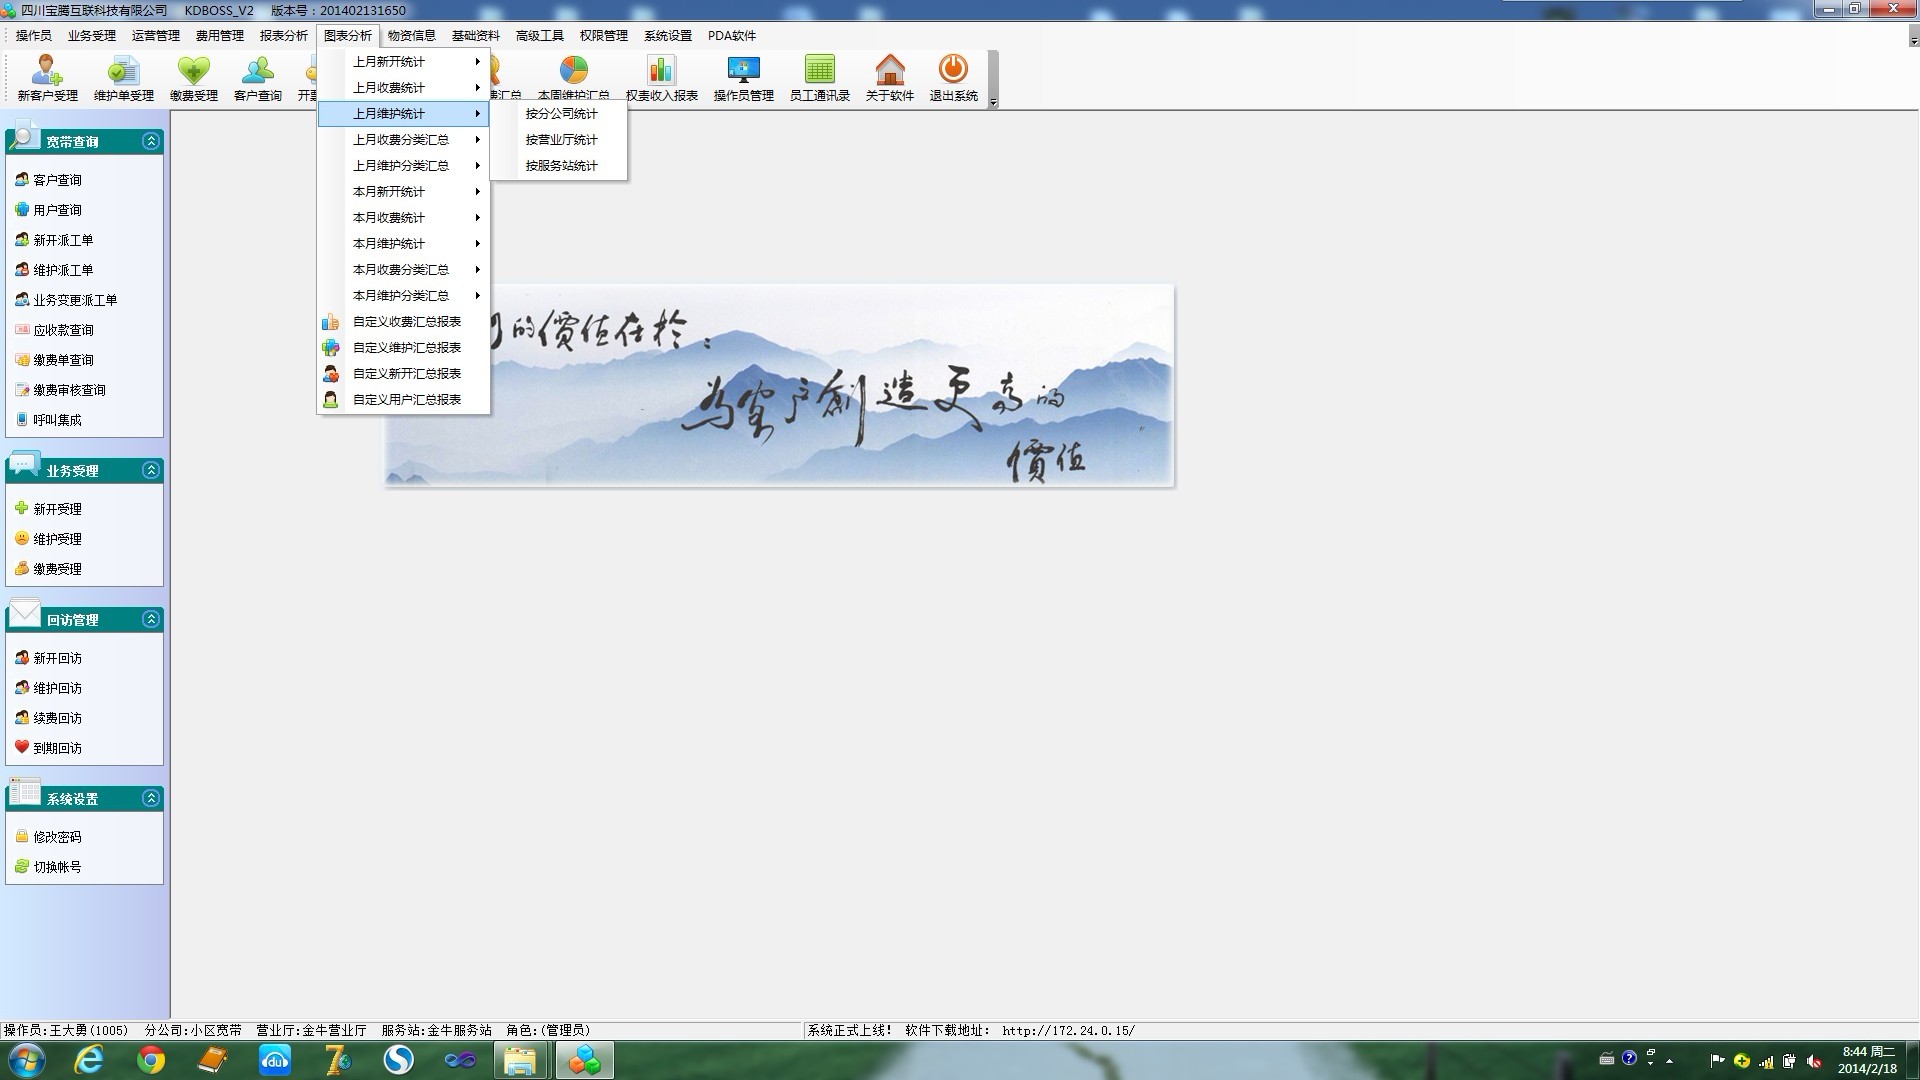 四川宝腾互联科技有限公司 KDBOSS_V2 版本号：201402131650
操作员 业务受理 运营管理 费用管理 报表分析 图表分析 物资信息 基础资料 高级工具 权限管理 系统设置 PDA软件
新客户受理 维护单受理 缴费受理 客户查询 本周维护汇总 权责收入报表 操作员管理 员工通讯录 关于软件 退出系统
上月新开统计
上月收费统计
上月维护统计
上月收费分类汇总
上月维护分类汇总
本月新开统计
本月收费统计
本月维护统计
本月收费分类汇总
本月维护分类汇总
自定义收费汇总报表
自定义维护汇总报表
自定义新开汇总报表
自定义用户汇总报表
按分公司统计
按营业厅统计
按服务站统计
宽带查询
客户查询
用户查询
新开派工单
维护派工单
业务变更派工单
应收款查询
缴费单查询
缴费审核查询
呼叫集成
业务受理
新开受理
维护受理
缴费受理
回访管理
新开回访
维护回访
续费回访
到期回访
系统设置
修改密码
切换帐号
的價值在於：
為客户創造更高的
價值
操作员:王大勇(1005) 分公司:小区宽带 营业厅:金牛营业厅 服务站:金牛服务站 角色:(管理员)
系统正式上线！ 软件下载地址： http://172.24.0.15/
du
8:44 周二
2014/2/18